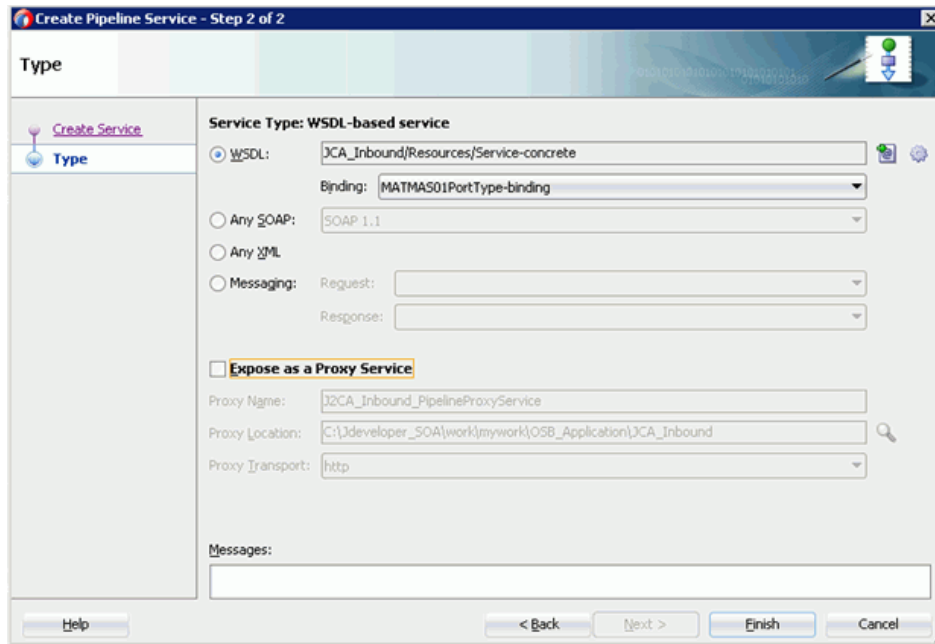 Create Pipeline Service - Step 2 of 2
Type
Create Service
Type
Service Type: WSDL-based service
WSDL: JCA_Inbound/Resources/Service-concrete
Binding: MATMAS01PortType-binding
Any SOAP: SOAP 1.1
Any XML
Messaging: Request:
Response:
Expose as a Proxy Service
Proxy Name: J2CA_Inbound_PipelineProxyService
Proxy Location: C:\Jdeveloper_SOA\work\mywork\OSB_Application\JCA_Inbound
Proxy Transport: http
Messages:
Help < Back Next > Finish Cancel